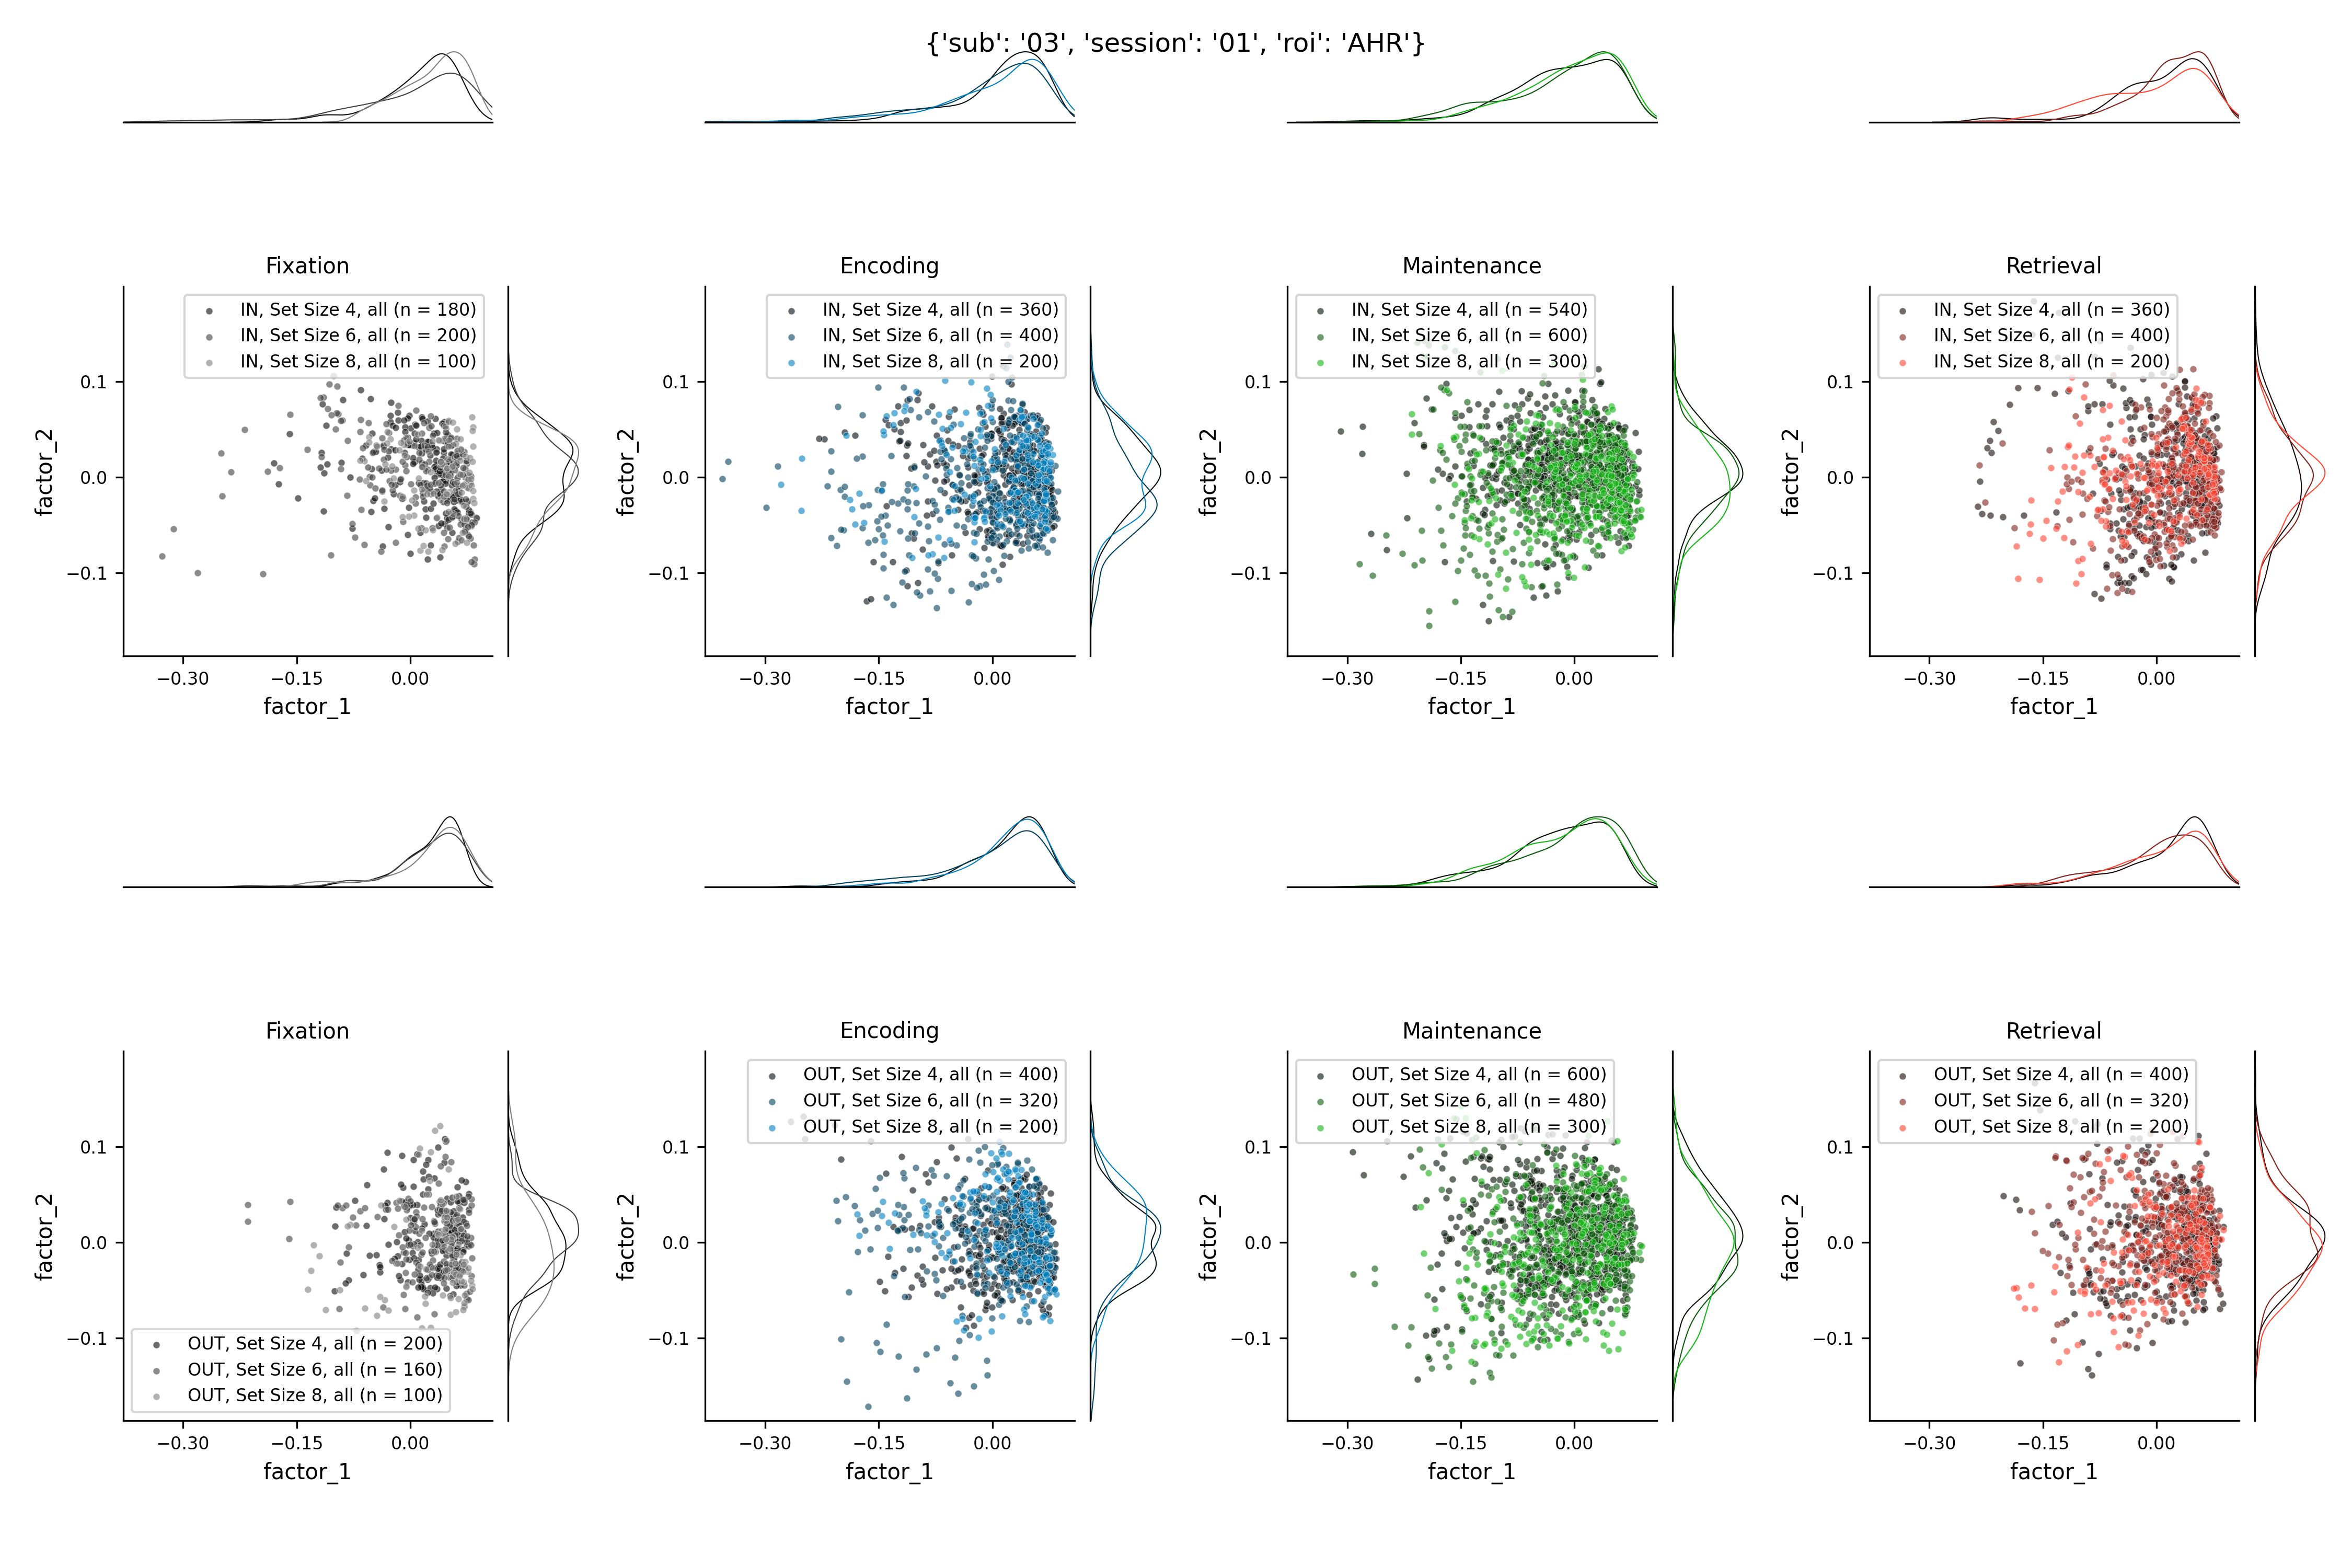 {'sub': '03', 'session': '01', 'roi': 'AHR'}
Fixation
IN, Set Size 4, all (n = 180)
IN, Set Size 6, all (n = 200)
IN, Set Size 8, all (n = 100)
0.1
0.0
−0.1
factor_2
−0.30 −0.15 0.00
factor_1
Encoding
IN, Set Size 4, all (n = 360)
IN, Set Size 6, all (n = 400)
IN, Set Size 8, all (n = 200)
0.1
0.0
−0.1
factor_2
−0.30 −0.15 0.00
factor_1
Maintenance
IN, Set Size 4, all (n = 540)
IN, Set Size 6, all (n = 600)
IN, Set Size 8, all (n = 300)
0.1
0.0
−0.1
factor_2
−0.30 −0.15 0.00
factor_1
Retrieval
IN, Set Size 4, all (n = 360)
IN, Set Size 6, all (n = 400)
IN, Set Size 8, all (n = 200)
0.1
0.0
−0.1
factor_2
−0.30 −0.15 0.00
factor_1
Fixation
0.1
0.0
−0.1
factor_2
OUT, Set Size 4, all (n = 200)
OUT, Set Size 6, all (n = 160)
OUT, Set Size 8, all (n = 100)
−0.30 −0.15 0.00
factor_1
Encoding
OUT, Set Size 4, all (n = 400)
OUT, Set Size 6, all (n = 320)
OUT, Set Size 8, all (n = 200)
0.1
0.0
−0.1
factor_2
−0.30 −0.15 0.00
factor_1
Maintenance
OUT, Set Size 4, all (n = 600)
OUT, Set Size 6, all (n = 480)
OUT, Set Size 8, all (n = 300)
0.1
0.0
−0.1
factor_2
−0.30 −0.15 0.00
factor_1
Retrieval
OUT, Set Size 4, all (n = 400)
OUT, Set Size 6, all (n = 320)
OUT, Set Size 8, all (n = 200)
0.1
0.0
−0.1
factor_2
−0.30 −0.15 0.00
factor_1